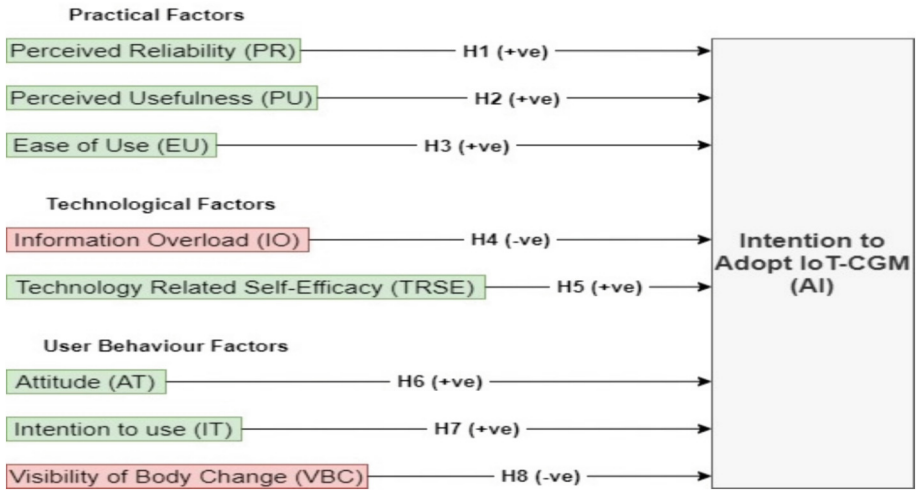 Practical Factors
Perceived Reliability (PR)
H1 (+ve)
Perceived Usefulness (PU)
H2 (+ve)
Ease of Use (EU)
H3 (+ve)
Technological Factors
Information Overload (IO)
H4 (-ve)
Technology Related Self-Efficacy (TRSE)
H5 (+ve)
User Behaviour Factors
Attitude (AT)
H6 (+ve)
Intention to use (IT)
H7 (+ve)
Visibility of Body Change (VBC)
H8 (-ve)
Intention to
Adopt IoT-CGM
(AI)